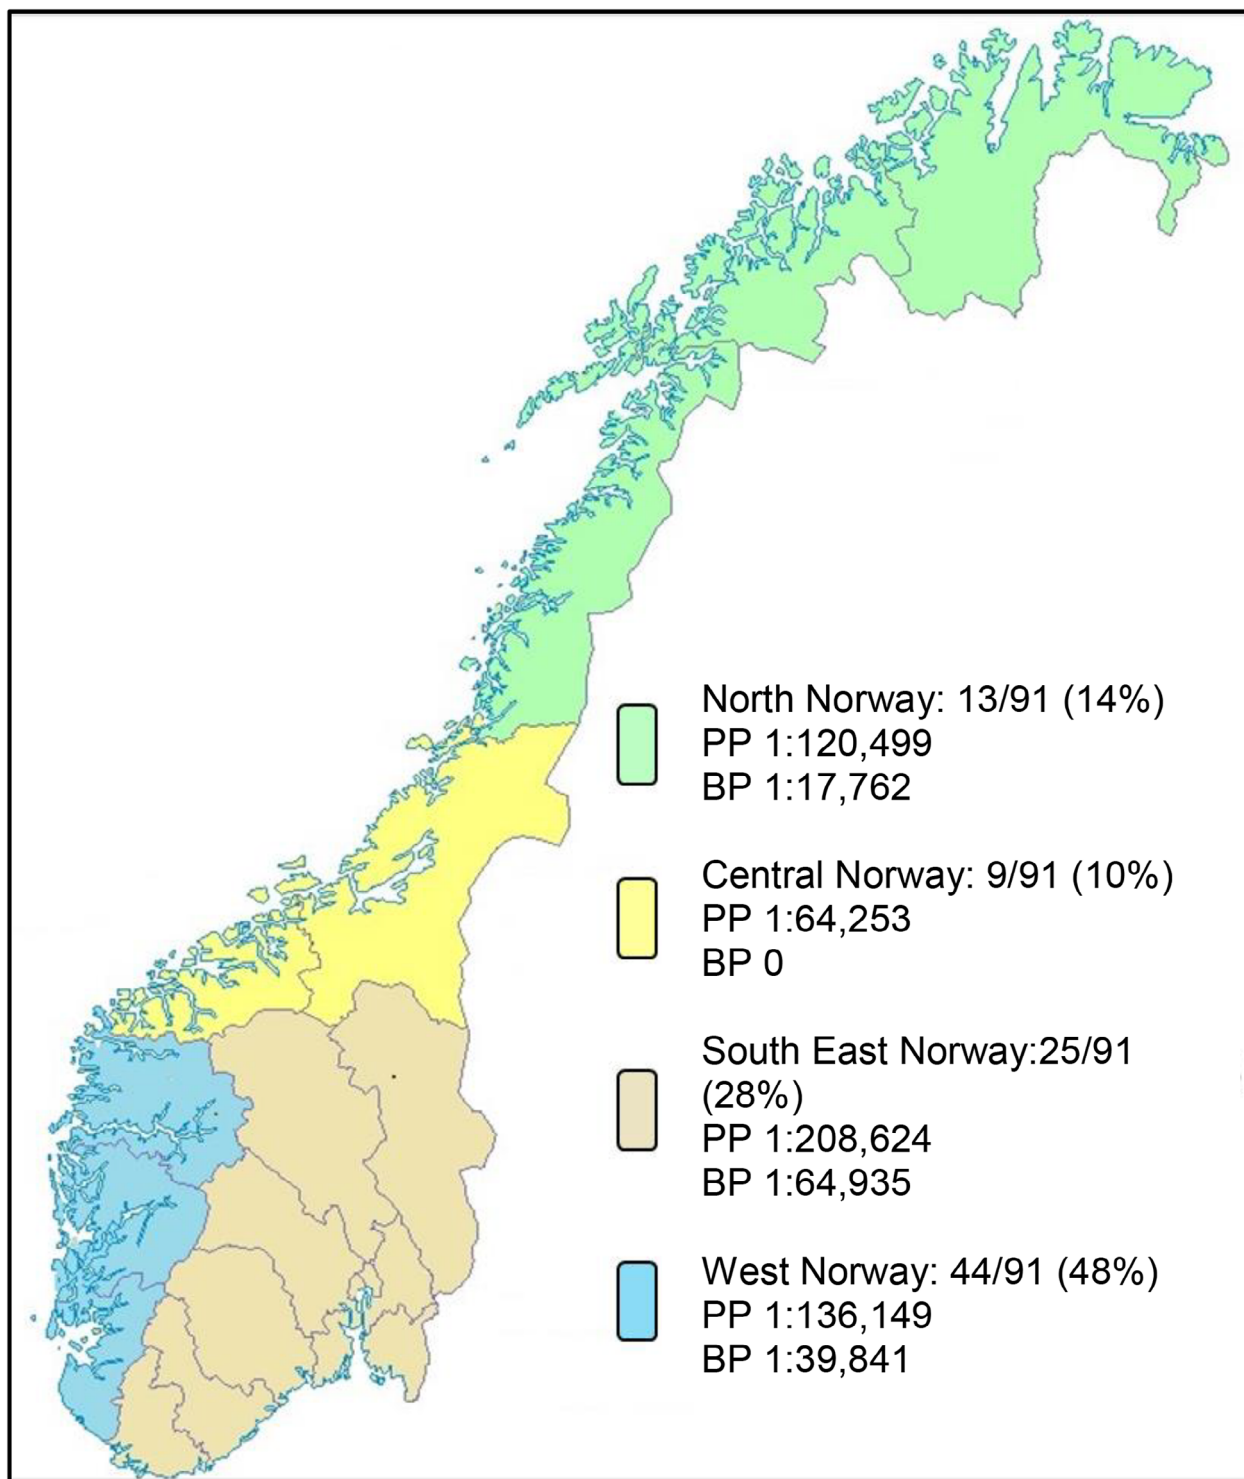 North Norway: 13/91 (14%)
PP 1:120,499
BP 1:17,762
Central Norway: 9/91 (10%)
PP 1:64,253
BP 0
South East Norway:25/91
(28%)
PP 1:208,624
BP 1:64,935
West Norway: 44/91 (48%)
PP 1:136,149
BP 1:39,841